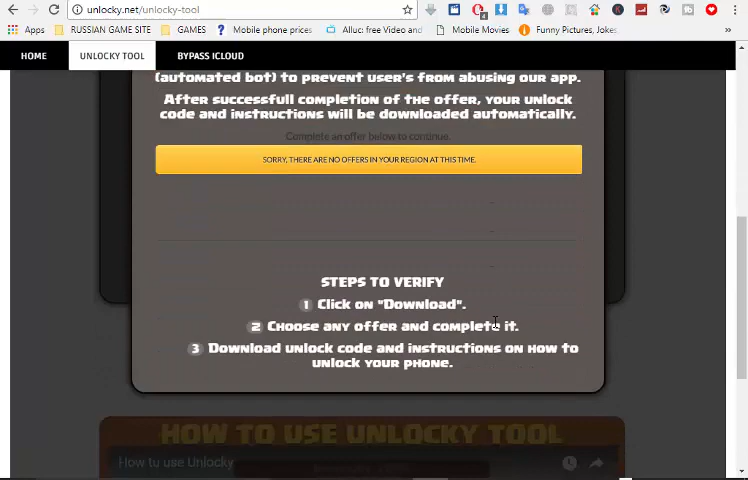 unlocky.net/unlocky-tool
Apps RUSSIAN GAME SITE GAMES Mobile phone prices Alluc: free Video and Mobile Movies Funny Pictures, Jokes, »
HOME UNLOCKY TOOL BYPASS ICLOUD
(automated bot) to prevent user's from abusing our app.
After successfull completion of the offer, your unlock
code and instructions will be downloaded automatically.
Complete an offer below to continue.
SORRY, THERE ARE NO OFFERS IN YOUR REGION AT THIS TIME.
STEPS TO VERIFY
1 Click on "Download".
2 Choose any offer and complete it.
3 Download unlock code and instructions on how to
unlock your phone.
HOW TO USE UNLOCKY TOOL
How tu use Unlocky